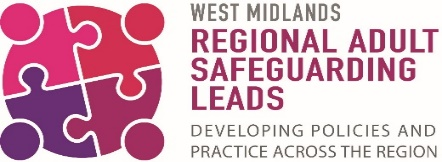 WEST MIDLANDS
REGIONAL ADULT
SAFEGUARDING
LEADS
DEVELOPING POLICIES AND
PRACTICE ACROSS THE REGION